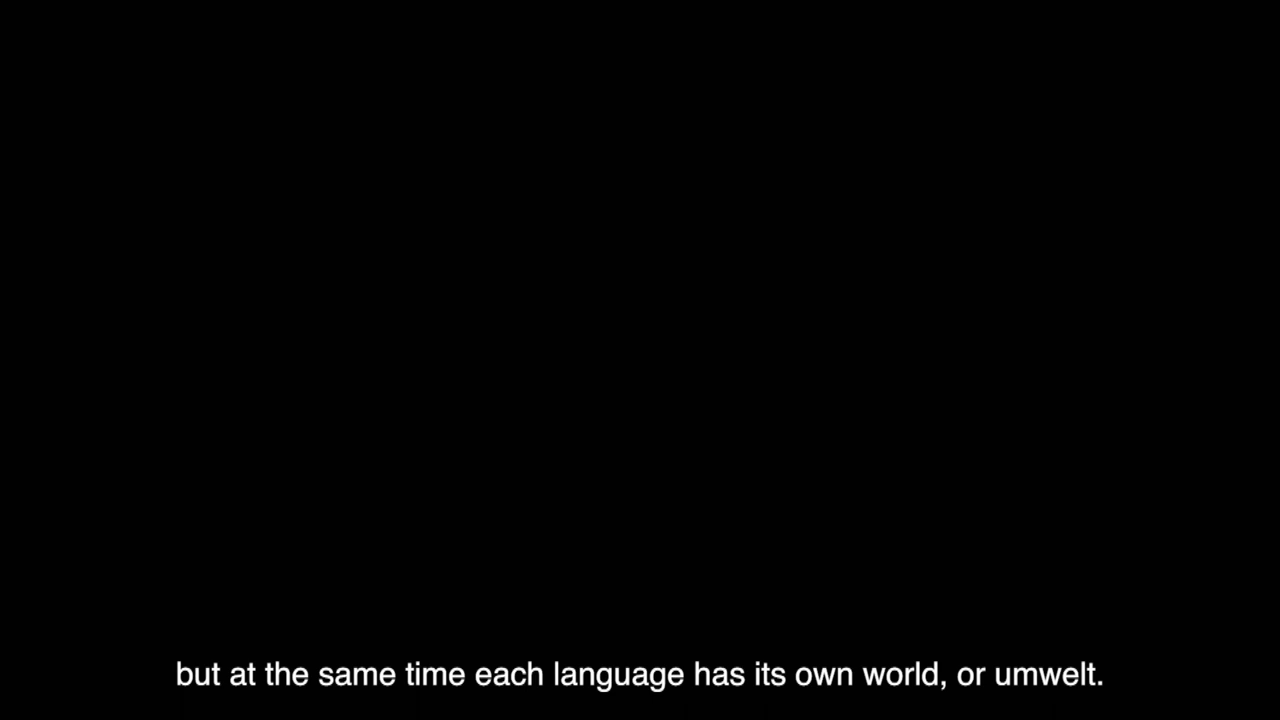 but at the same time each language has its own world, or umwelt.